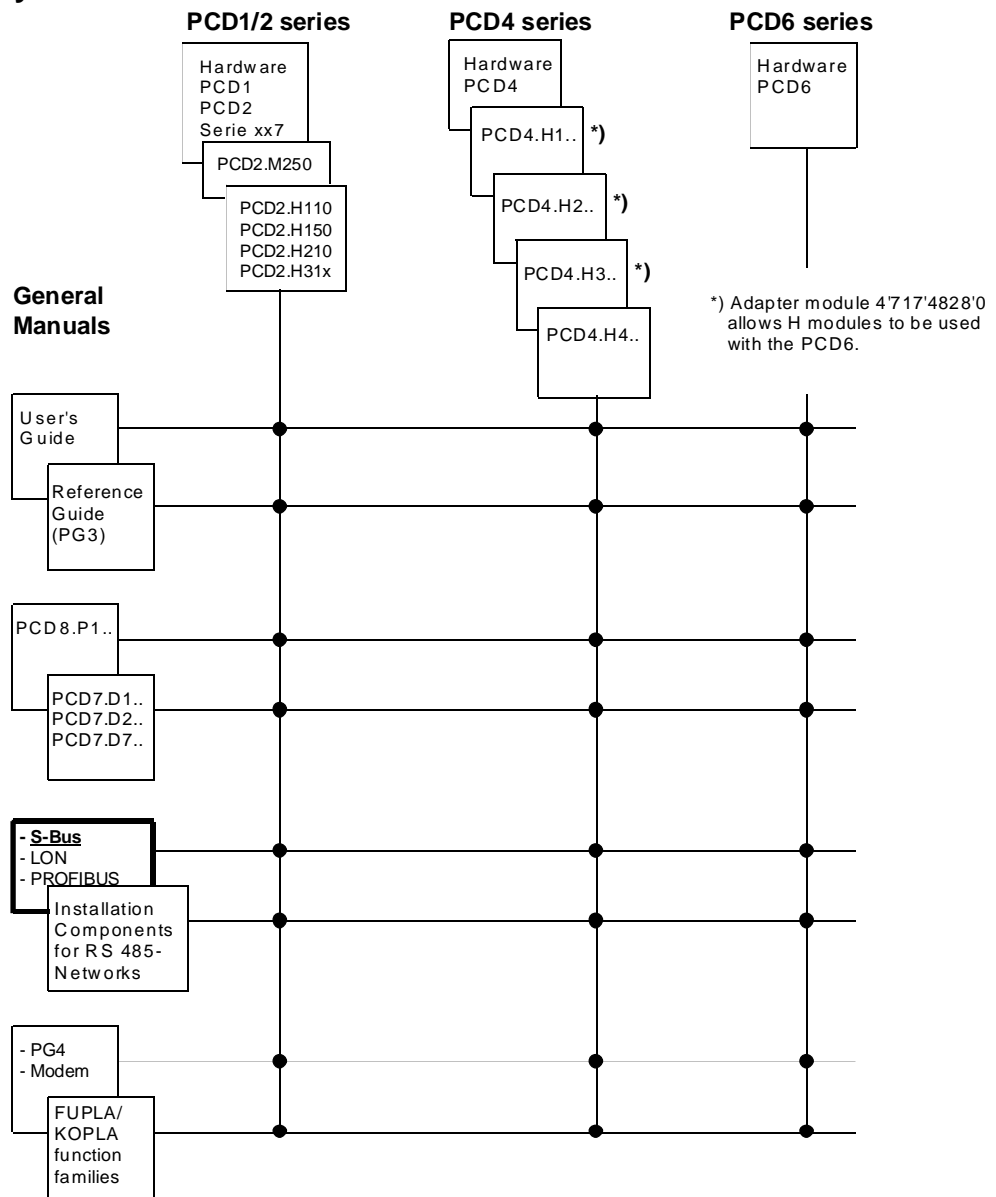 PCD1/2 series
PCD4 series
PCD6 series
Hardware
PCD1
PCD2
Serie xx7
PCD2.M250
PCD2.H110
PCD2.H150
PCD2.H210
PCD2.H31x
Hardware
PCD4
PCD4.H1.. *)
PCD4.H2.. *)
PCD4.H3.. *)
PCD4.H4..
Hardware
PCD6
*) Adapter module 4'717'4828'0
allows H modules to be used
with the PCD6.
General
Manuals
User's
Guide
Reference
Guide
(PG3)
PCD8.P1..
PCD7.D1..
PCD7.D2..
PCD7.D7..
- S-Bus
- LON
- PROFIBUS
Installation
Components
for RS 485-
Networks
- PG4
- Modem
FUPLA/
KOPLA
function
families